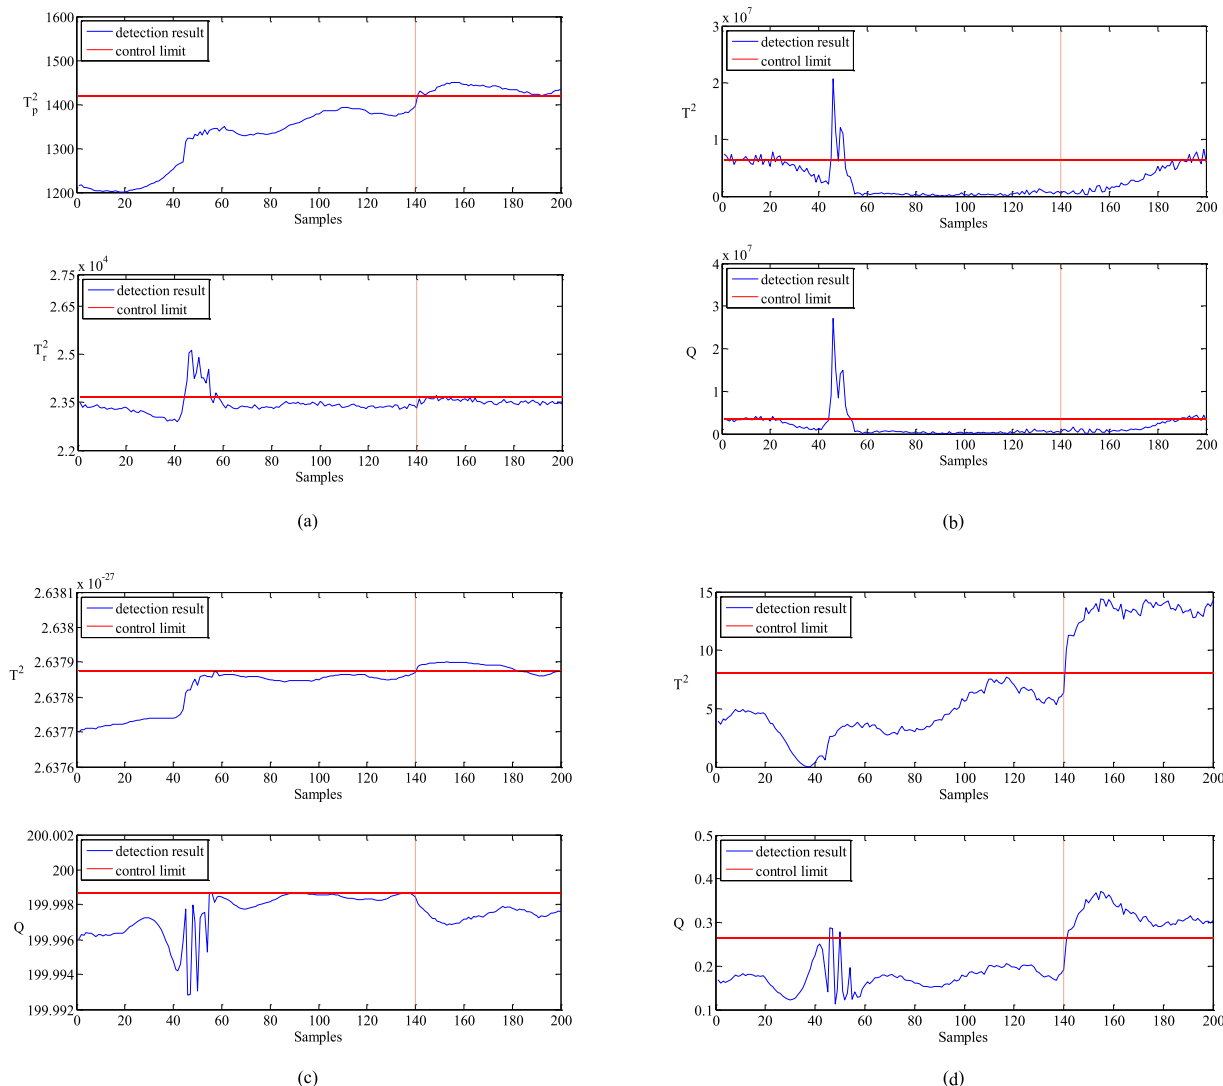 1600
1500
1400
1300
1200
T_p^2
detection result
control limit
0 20 40 60 80 100 120 140 160 180 200
Samples
x 10^4
2.75
2.65
2.5
2.35
2.2
T_r^2
detection result
control limit
0 20 40 60 80 100 120 140 160 180 200
Samples
(a)
x 10^7
3
2
1
0
T^2
detection result
control limit
0 20 40 60 80 100 120 140 160 180 200
Samples
x 10^7
4
3
2
1
0
Q
detection result
control limit
0 20 40 60 80 100 120 140 160 180 200
Samples
(b)
x 10^-27
2.6381
2.638
2.6379
2.6378
2.6377
2.6376
T^2
detection result
control limit
0 20 40 60 80 100 120 140 160 180 200
Samples
200.002
200
199.998
199.996
199.994
199.992
Q
detection result
control limit
0 20 40 60 80 100 120 140 160 180 200
Samples
(c)
15
10
5
0
T^2
detection result
control limit
0 20 40 60 80 100 120 140 160 180 200
Samples
0.5
0.4
0.3
0.2
0.1
Q
detection result
control limit
0 20 40 60 80 100 120 140 160 180 200
Samples
(d)